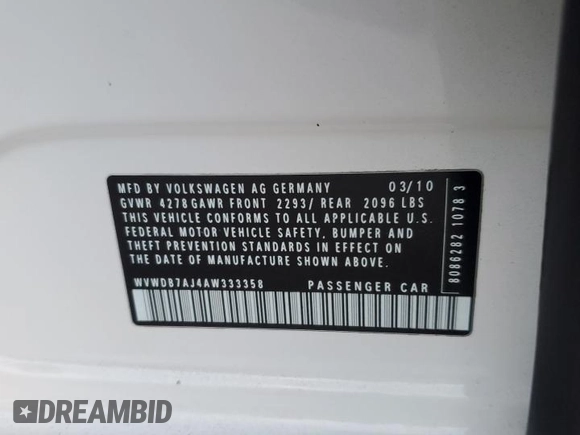 MFD BY VOLKSWAGEN AG GERMANY 03/10
GVWR 4278 GAWR FRONT 2293/ REAR 2096 LBS
THIS VEHICLE CONFORMS TO ALL APPLICABLE U.S.
FEDERAL MOTOR VEHICLE SAFETY, BUMPER AND
THEFT PREVENTION STANDARDS IN EFFECT ON
THE DATE OF MANUFACTURE SHOWN ABOVE.
WVWDB7AJ4AW333358 PASSENGER CAR
8086282 1078 3
DREAMBID